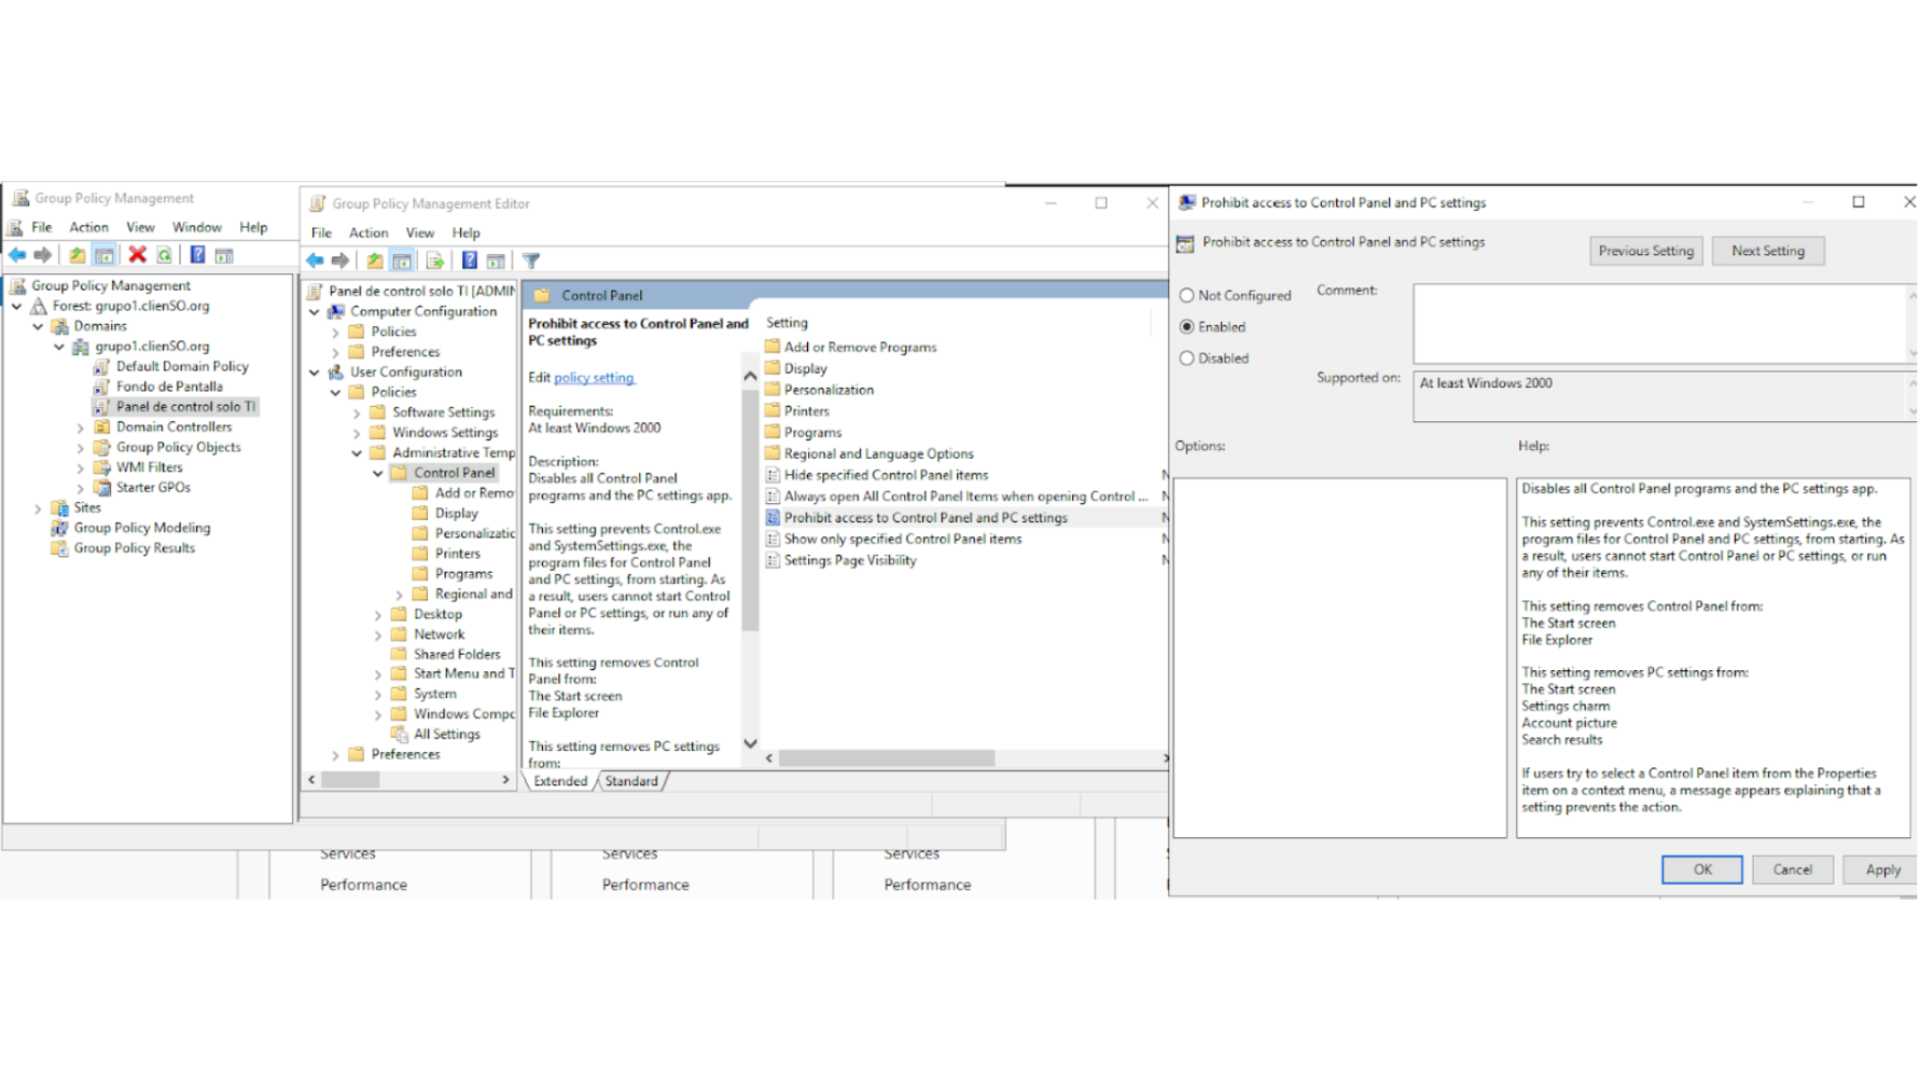 Group Policy Management
File Action View Window Help
Group Policy Management
Forest: grupo1.clienSO.org
Domains
grupo1.clienSO.org
Default Domain Policy
Fondo de Pantalla
Panel de control solo TI
Domain Controllers
Group Policy Objects
WMI Filters
Starter GPOs
Sites
Group Policy Modeling
Group Policy Results
Group Policy Management Editor
File Action View Help
Panel de control solo TI [ADMIN
Computer Configuration
Policies
Preferences
User Configuration
Policies
Software Settings
Windows Settings
Administrative Temp
Control Panel
Add or Remo
Display
Personalizatic
Printers
Programs
Regional and
Desktop
Network
Shared Folders
Start Menu and T
System
Windows Compo
All Settings
Preferences
Control Panel
Prohibit access to Control Panel and
PC settings
Edit policy setting.
Requirements:
At least Windows 2000
Description:
Disables all Control Panel
programs and the PC settings app.
This setting prevents Control.exe
and SystemSettings.exe, the
program files for Control Panel
and PC settings, from starting. As
a result, users cannot start Control
Panel or PC settings, or run any of
their items.
This setting removes Control
Panel from:
The Start screen
File Explorer
This setting removes PC settings
from:
Setting
Add or Remove Programs
Display
Personalization
Printers
Programs
Regional and Language Options
Hide specified Control Panel items N
Always open All Control Panel Items when opening Control ... N
Prohibit access to Control Panel and PC settings N
Show only specified Control Panel items N
Settings Page Visibility N
Extended Standard
Prohibit access to Control Panel and PC settings
Prohibit access to Control Panel and PC settings
Previous Setting Next Setting
Not Configured
Enabled
Disabled
Comment:
Supported on: At least Windows 2000
Options:
Help:
Disables all Control Panel programs and the PC settings app.
This setting prevents Control.exe and SystemSettings.exe, the
program files for Control Panel and PC settings, from starting. As
a result, users cannot start Control Panel or PC settings, or run
any of their items.
This setting removes Control Panel from:
The Start screen
File Explorer
This setting removes PC settings from:
The Start screen
Settings charm
Account picture
Search results
If users try to select a Control Panel item from the Properties
item on a context menu, a message appears explaining that a
setting prevents the action.
OK Cancel Apply
Services Services Services
Performance Performance Performance